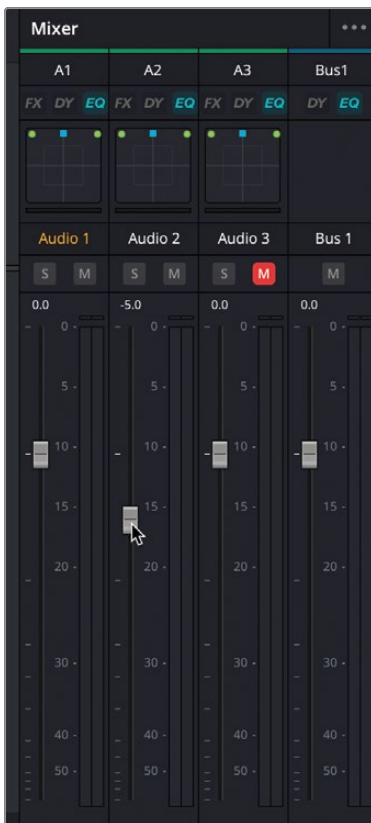 Mixer
A1 A2 A3 Bus1
FX DY EQ FX DY EQ FX DY EQ DY EQ
Audio 1 Audio 2 Audio 3 Bus 1
S M S M S M M
0.0 -5.0 0.0 0.0
0 0 0 0
5 5 5 5
10 10 10 10
15 15 15 15
20 20 20 20
30 30 30 30
40 40 40 40
50 50 50 50